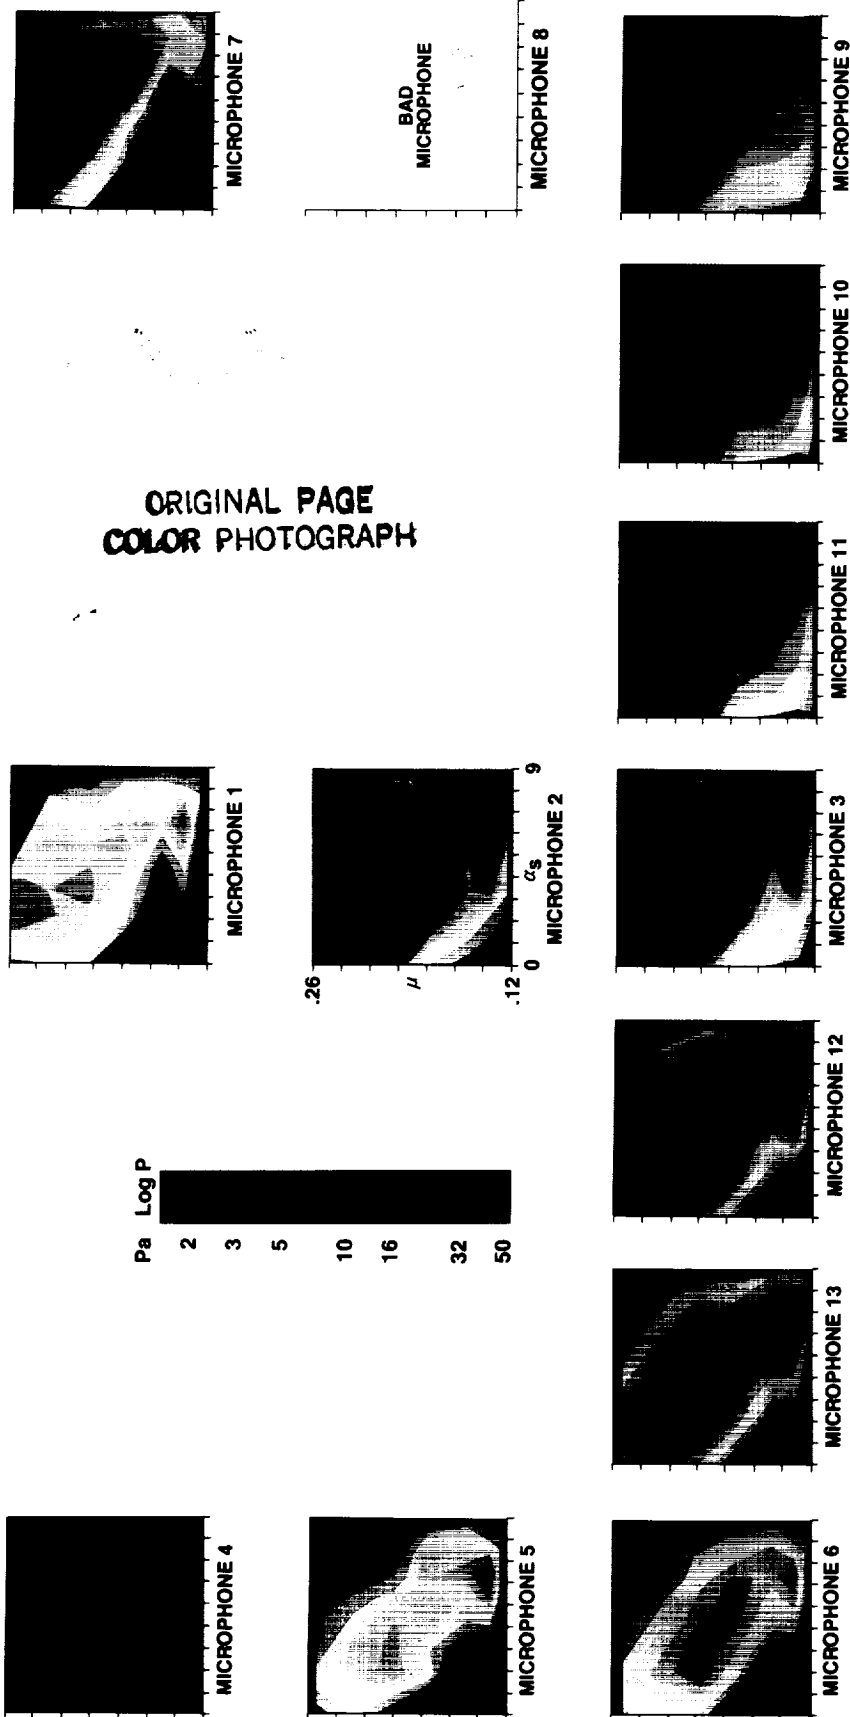 MICROPHONE 4
MICROPHONE 1
MICROPHONE 7
Pa Log P
2
3
5
10
16
32
50
ORIGINAL PAGE
COLOR PHOTOGRAPH
MICROPHONE 5
.26
μ
.12
0 αs 9
MICROPHONE 2
BAD
MICROPHONE
MICROPHONE 8
MICROPHONE 6
MICROPHONE 13
MICROPHONE 12
MICROPHONE 3
MICROPHONE 11
MICROPHONE 10
MICROPHONE 9